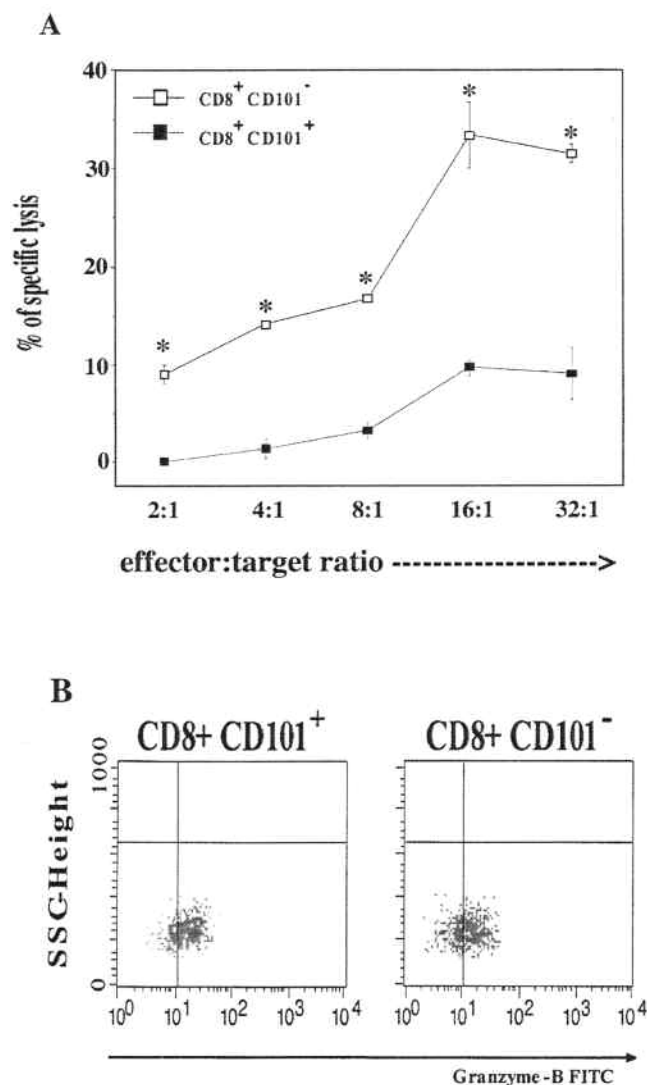 A
40
30
20
10
0
% of specific lysis
CD8+ CD101-
CD8+ CD101+
* * * * *
2:1 4:1 8:1 16:1 32:1
effector:target ratio ---------------------->
B
CD8+ CD101+ CD8+ CD101-
SSC-Height
1000
0
10^0 10^1 10^2 10^3 10^4 10^0 10^1 10^2 10^3 10^4
Granzyme-B FITC